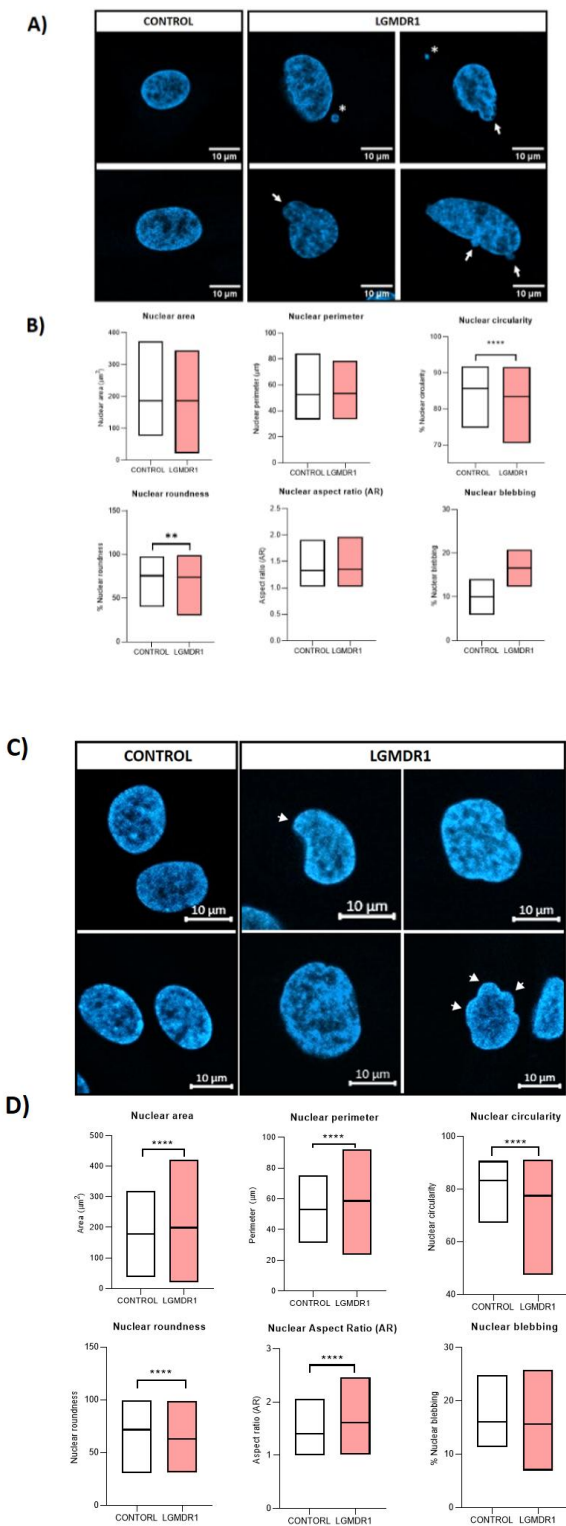 A)
CONTROL
LGMDR1
*
*
10 µm
10 µm
10 µm
10 µm
10 µm
10 µm
B)
Nuclear area
Nuclear area (µm²)
400
300
200
100
0
CONTROL LGMDR1
Nuclear perimeter
Nuclear perimeter (µm)
100
80
60
40
20
0
CONTROL LGMDR1
Nuclear circularity
% Nuclear circularity
100
90
80
70
****
CONTROL LGMDR1
Nuclear roundness
% Nuclear roundness
150
100
50
0
**
CONTROL LGMDR1
Nuclear aspect ratio (AR)
Aspect ratio (AR)
2.5
2.0
1.5
1.0
0.5
0.0
CONTROL LGMDR1
Nuclear blebbing
% Nuclear blebbing
30
20
10
0
CONTROL LGMDR1
C)
CONTROL
LGMDR1
10 µm
10 µm
10 µm
10 µm
10 µm
10 µm
D)
Nuclear area
Area (µm²)
500
400
300
200
100
0
****
CONTROL LGMDR1
Nuclear perimeter
Perimeter (µm)
100
80
60
40
20
0
****
CONTROL LGMDR1
Nuclear circularity
Nuclear circularity
100
80
60
40
****
CONTROL LGMDR1
Nuclear roundness
Nuclear roundness
150
100
50
0
****
CONTORL LGMDR1
Nuclear Aspect Ratio (AR)
Aspect ratio (AR)
3
2
1
0
****
CONTROL LGMDR1
Nuclear blebbing
% Nuclear blebbing
30
20
10
0
CONTROL LGMDR1